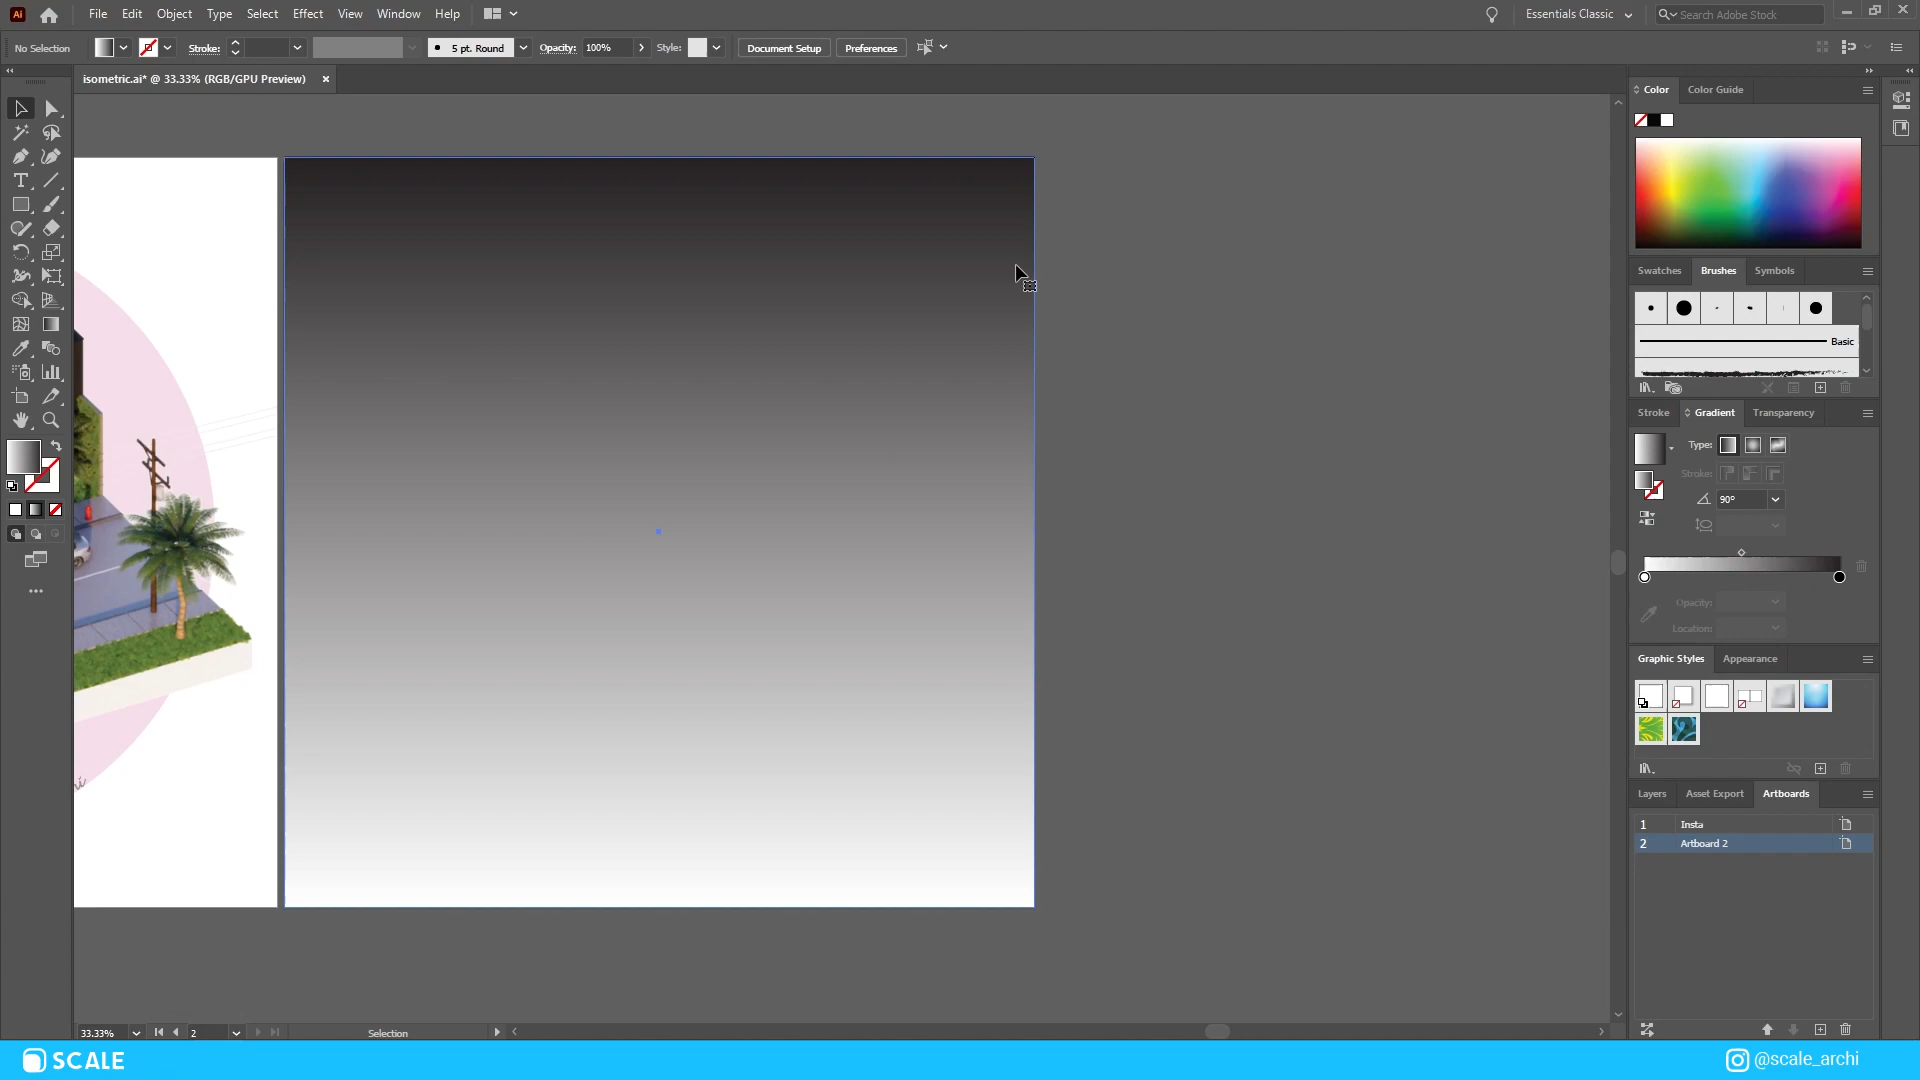 Ai File Edit Object Type Select Effect View Window Help Essentials Classic Search Adobe Stock
No Selection Stroke: 5 pt. Round Opacity: 100% Style: Document Setup Preferences
isometric.ai* @ 33.33% (RGB/GPU Preview)
Color Color Guide
Swatches Brushes Symbols
Basic
Stroke Gradient Transparency
Type:
Stroke:
90°
Opacity:
Location:
Graphic Styles Appearance
Layers Asset Export Artboards
1 Insta
2 Artboard 2
33.33% 2 Selection
SCALE @scale_archi